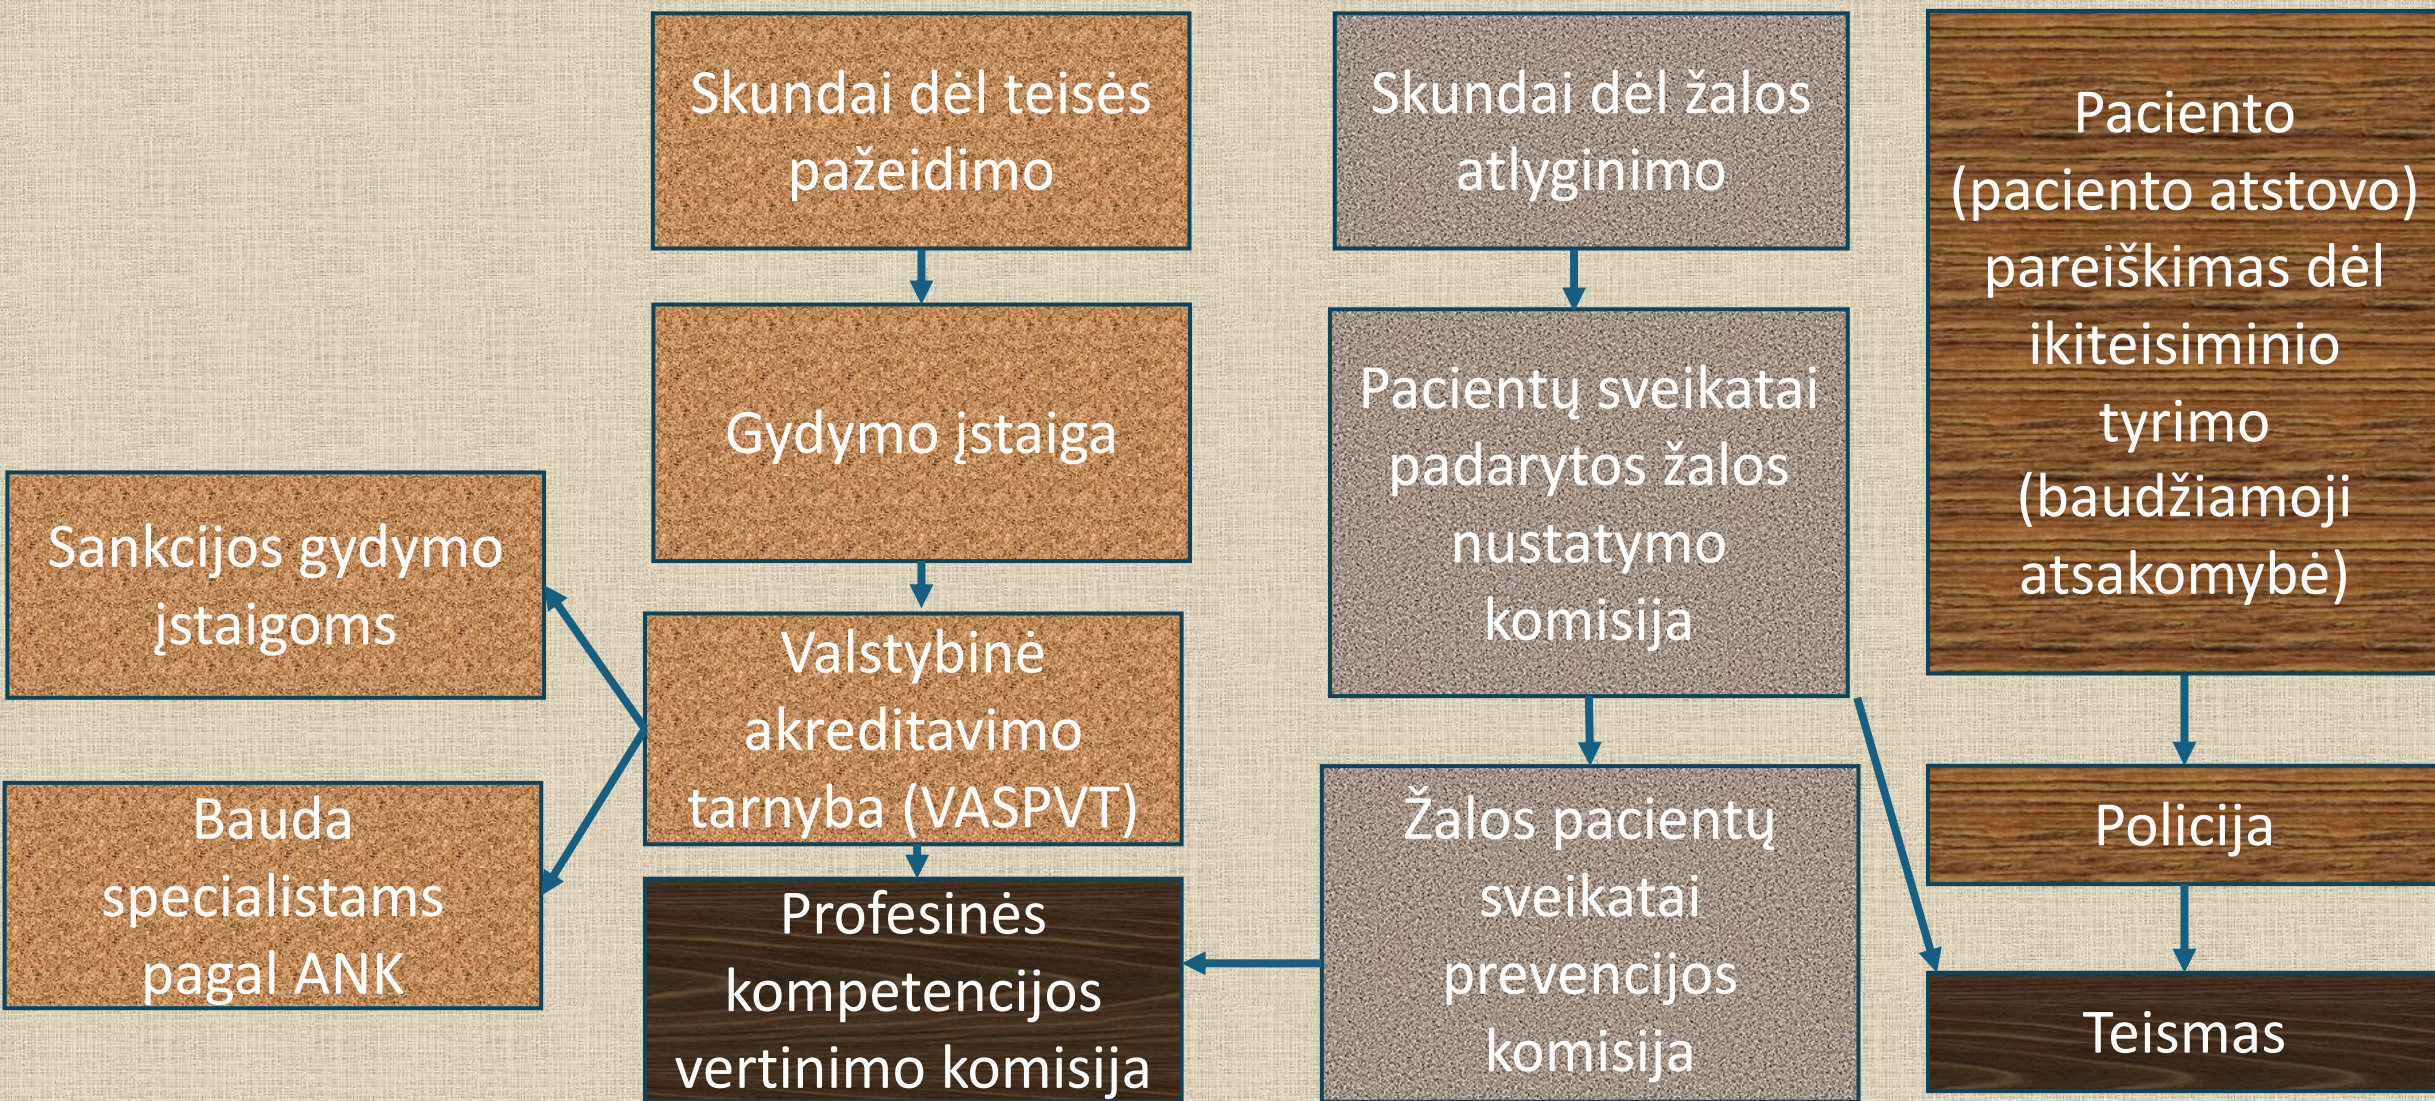 Skundai dėl teisės
pažeidimo
Skundai dėl žalos
atlyginimo
Paciento
(paciento atstovo)
pareiškimas dėl
ikiteisiminio
tyrimo
(baudžiamoji
atsakomybė)
Gydymo įstaiga
Pacientų sveikatai
padarytos žalos
nustatymo
komisija
Sankcijos gydymo
įstaigoms
Valstybinė
akreditavimo
tarnyba (VASPVT)
Bauda
specialistams
pagal ANK
Žalos pacientų
sveikatai
prevencijos
komisija
Policija
Profesinės
kompetencijos
vertinimo komisija
Teismas